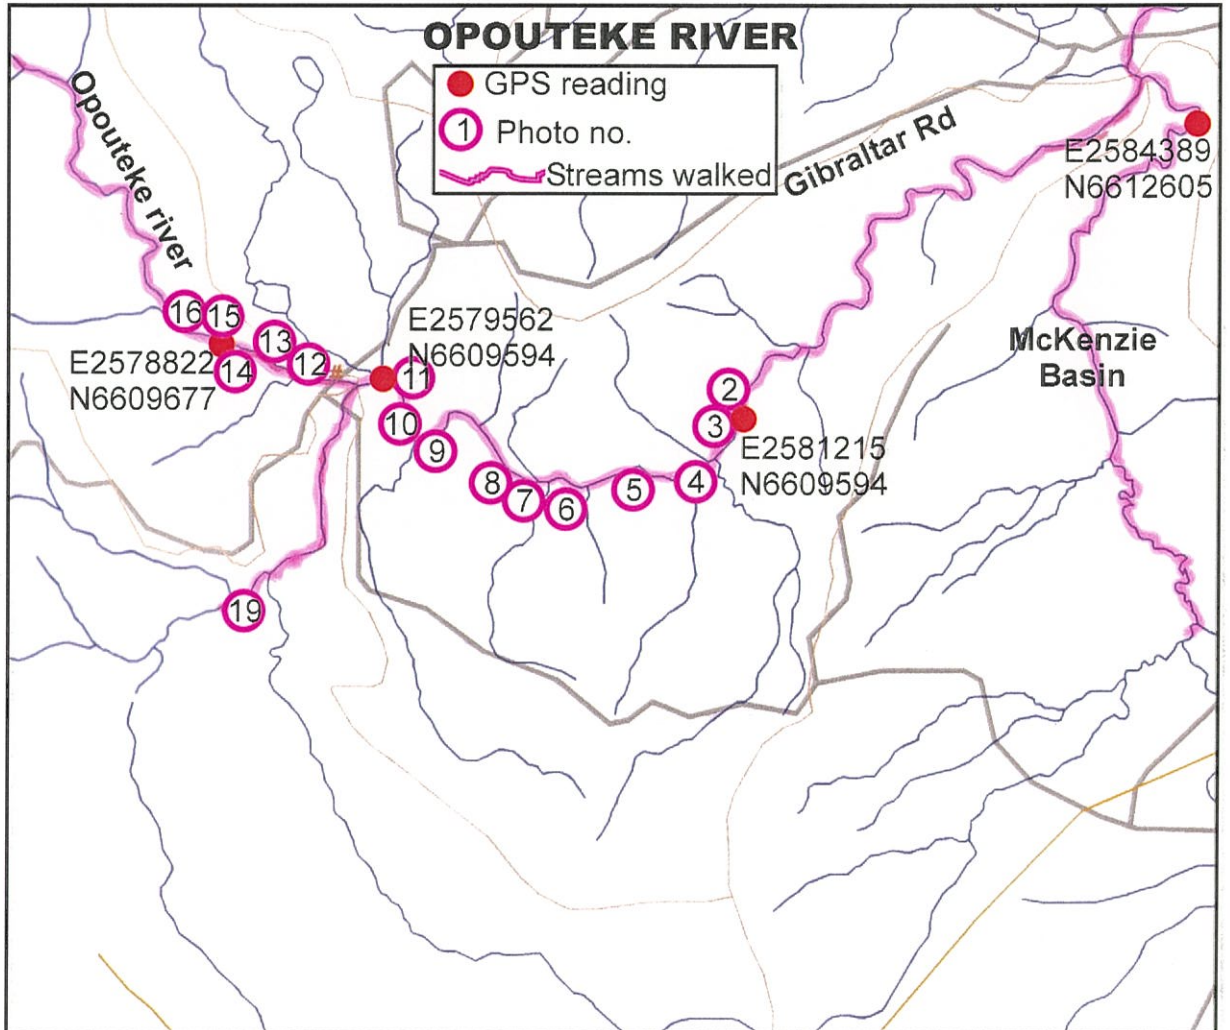 OPOUTEKE RIVER
GPS reading
1 Photo no.
Streams walked
Opouteke river
Gibraltar Rd
E2584389
N6612605
16
15
13
12
14
E2578822
N6609677
#
E2579562
N6609594
11
10
9
8
7
6
5
4
3
2
E2581215
N6609594
McKenzie
Basin
19